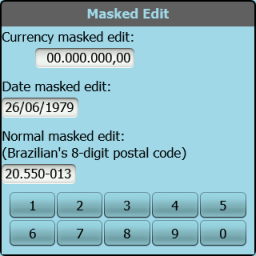 Masked Edit
Currency masked edit:
00.000.000,00
Date masked edit:
26/06/1979
Normal masked edit:
(Brazilian's 8-digit postal code)
20.550-013
1 2 3 4 5
6 7 8 9 0